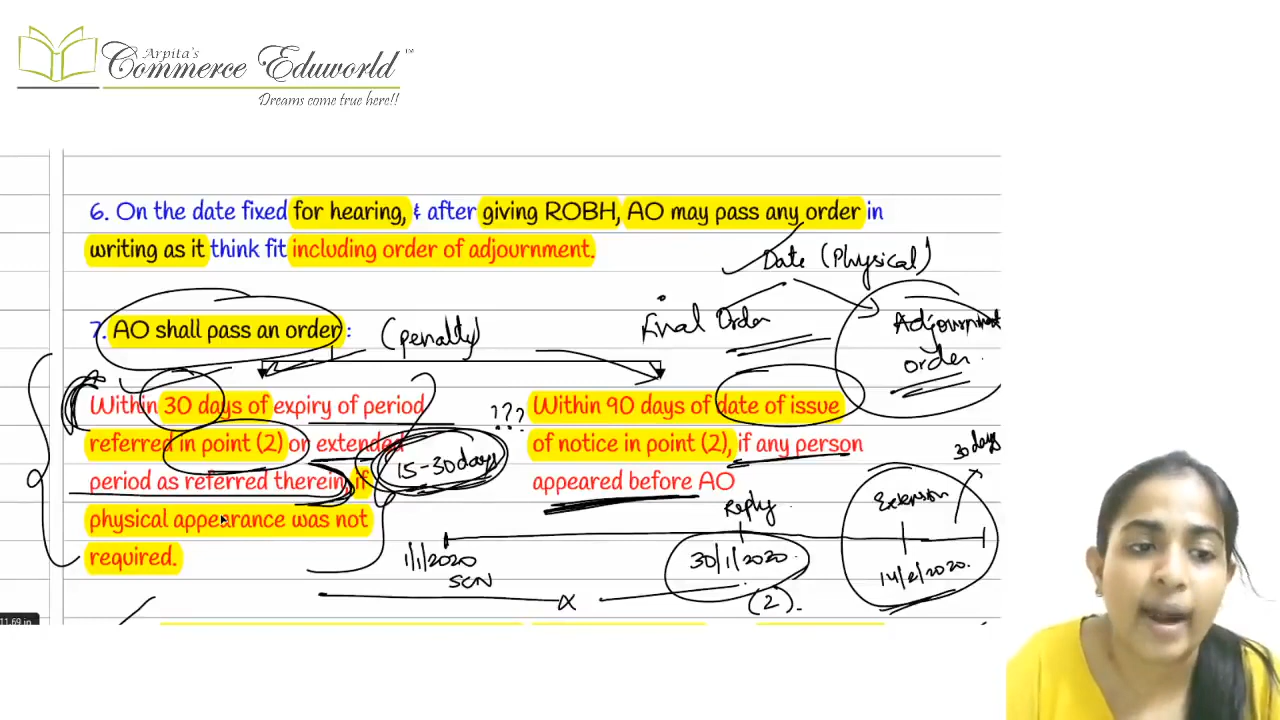 Arpita's
Commerce Eduworld™
Dreams come true here!!
6. On the date fixed for hearing, & after giving ROBH, AO may pass any order in
writing as it think fit including order of adjournment.
Date (Physical)
Final Order
Adjournment
order.
7. AO shall pass an order :
(penalty)
Within 30 days of expiry of period
referred in point (2) or extended
period as referred therein, if
physical appearance was not
required.
15-30 days
???
Within 90 days of date of issue
of notice in point (2), if any person
appeared before AO
30 days
Reply
Extension
1/1/2020
SCN
30/1/2020
14/2/2020.
(2).
11.69 in